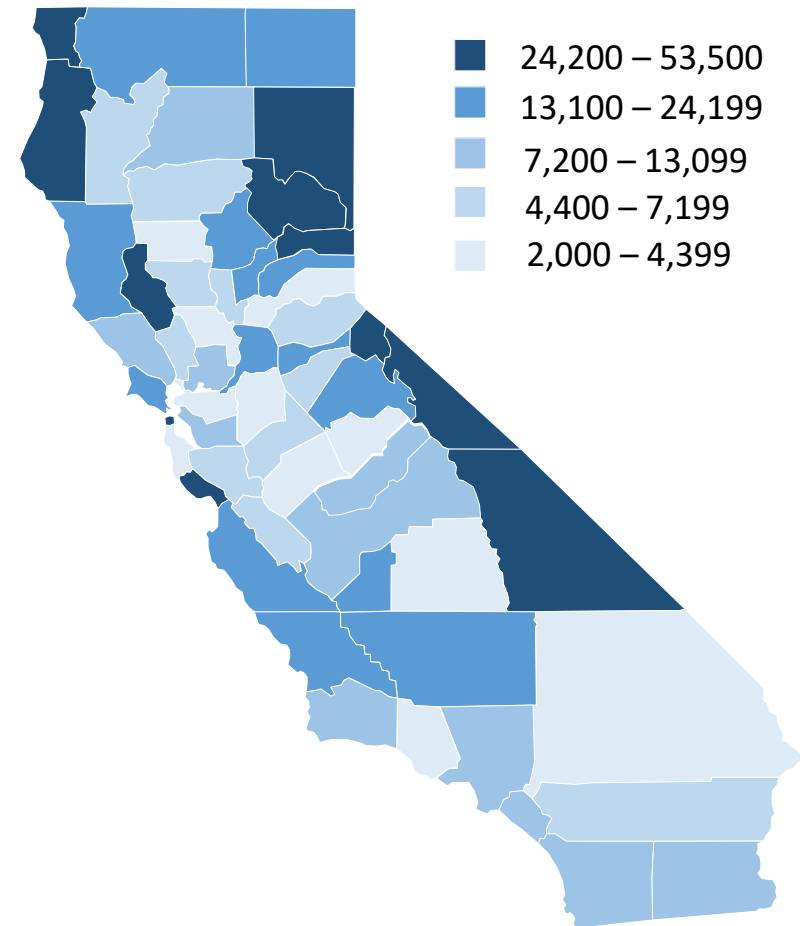 24,200 – 53,500
13,100 – 24,199
7,200 – 13,099
4,400 – 7,199
2,000 – 4,399